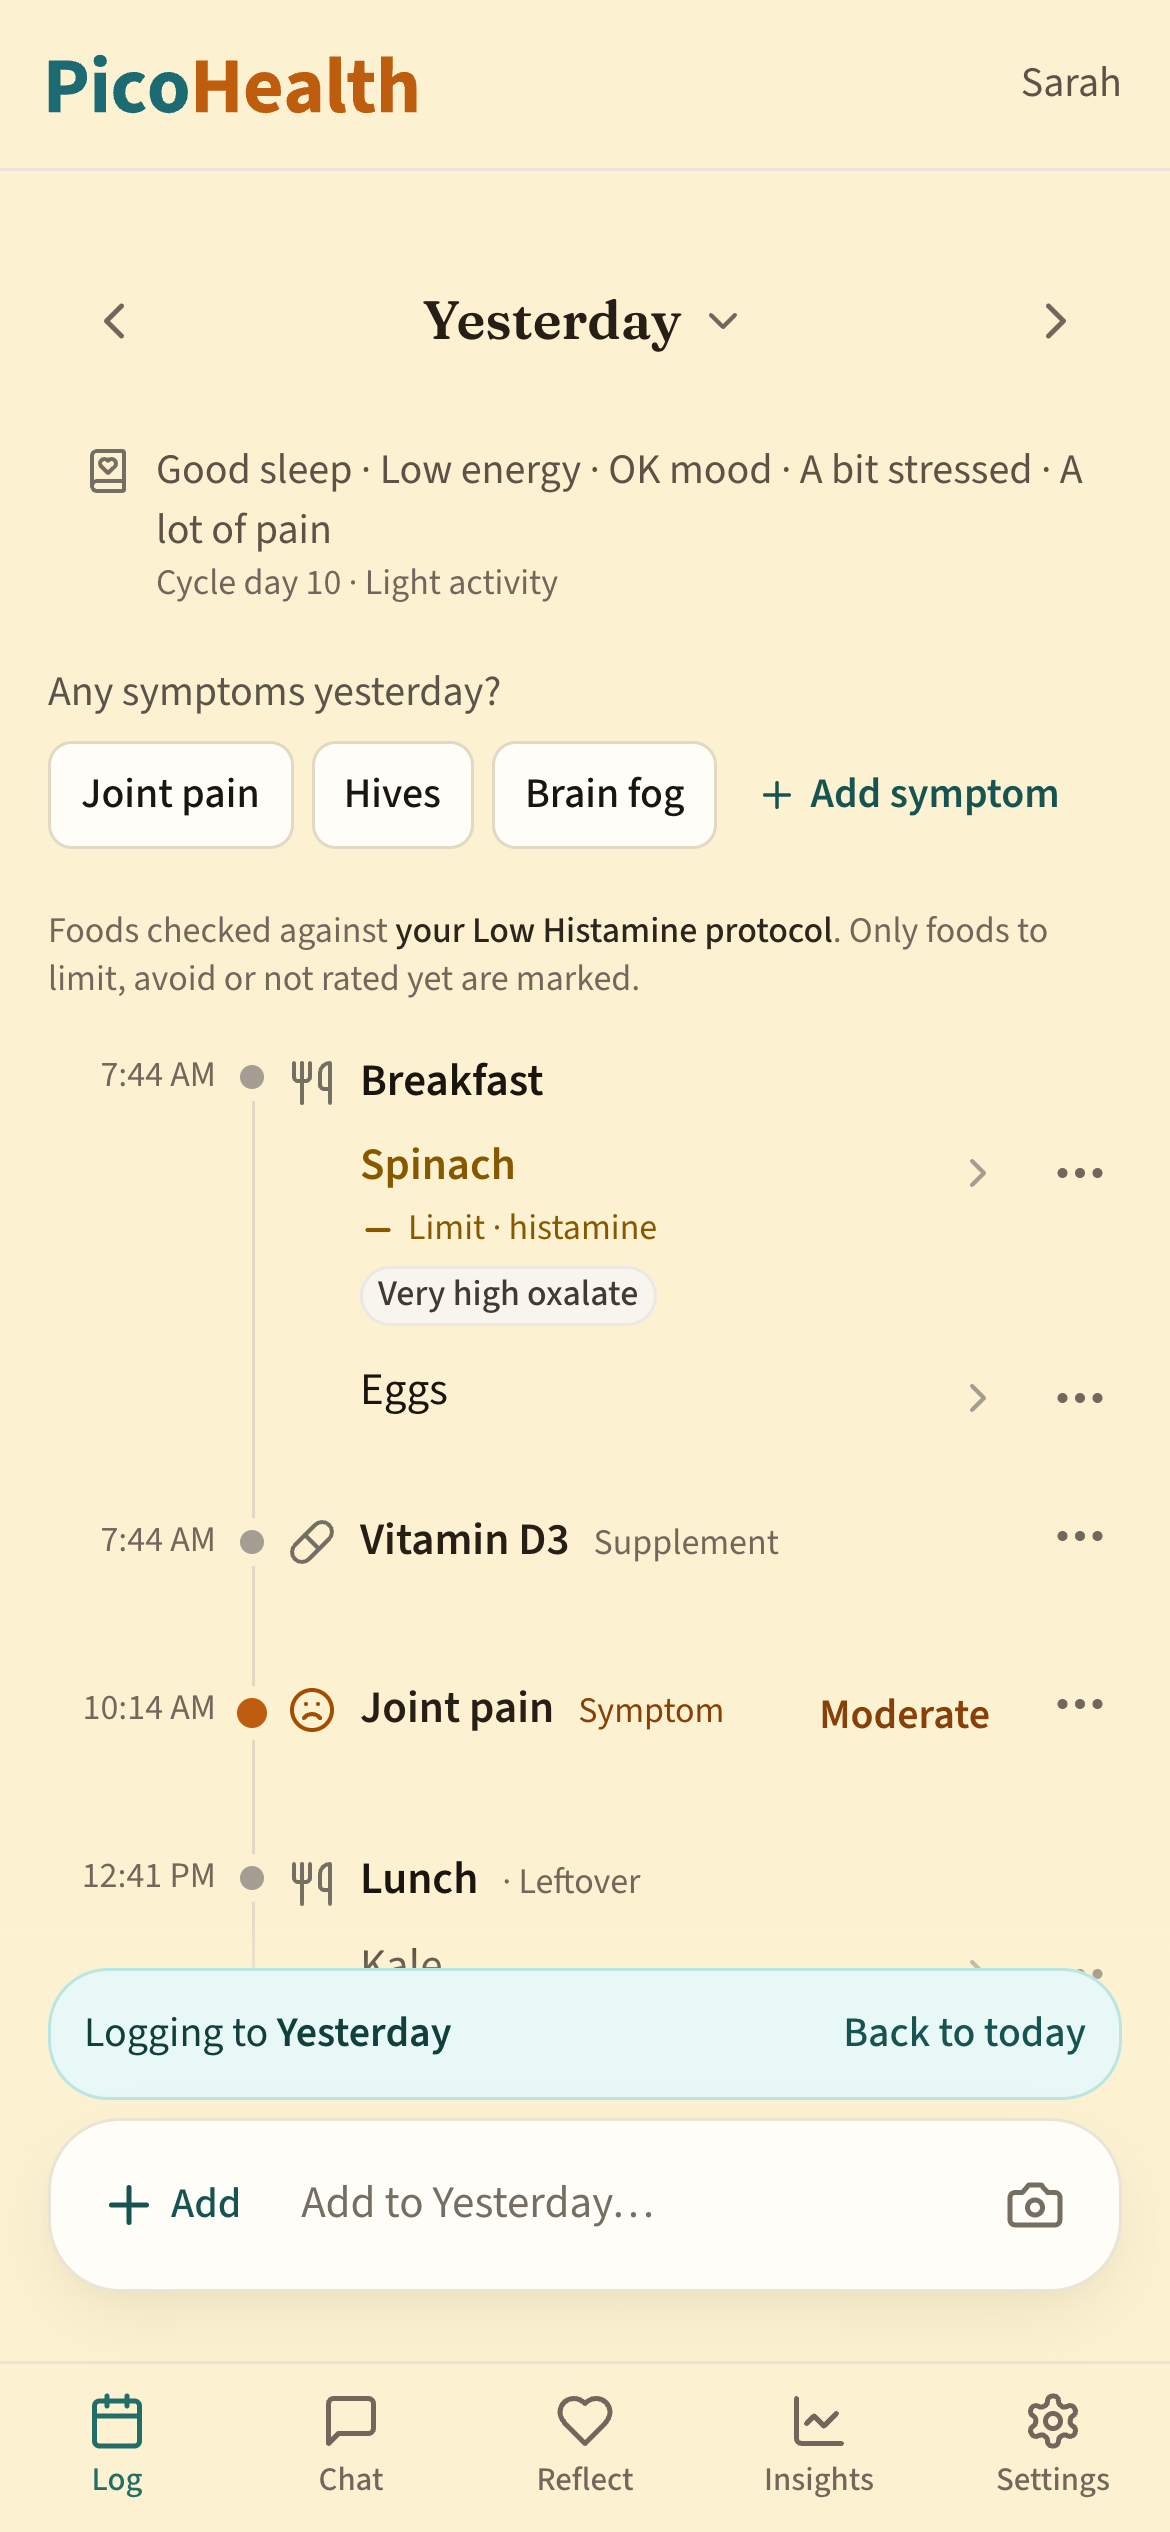 PicoHealth
Sarah
Yesterday
Good sleep · Low energy · OK mood · A bit stressed · A
lot of pain
Cycle day 10 · Light activity
Any symptoms yesterday?
Joint pain
Hives
Brain fog
+ Add symptom
Foods checked against your Low Histamine protocol. Only foods to
limit, avoid or not rated yet are marked.
7:44 AM
Breakfast
Spinach
– Limit · histamine
Very high oxalate
Eggs
7:44 AM
Vitamin D3 Supplement
10:14 AM
Joint pain Symptom
Moderate
12:41 PM
Lunch · Leftover
Kale
Logging to Yesterday
Back to today
+ Add
Add to Yesterday...
Log
Chat
Reflect
Insights
Settings